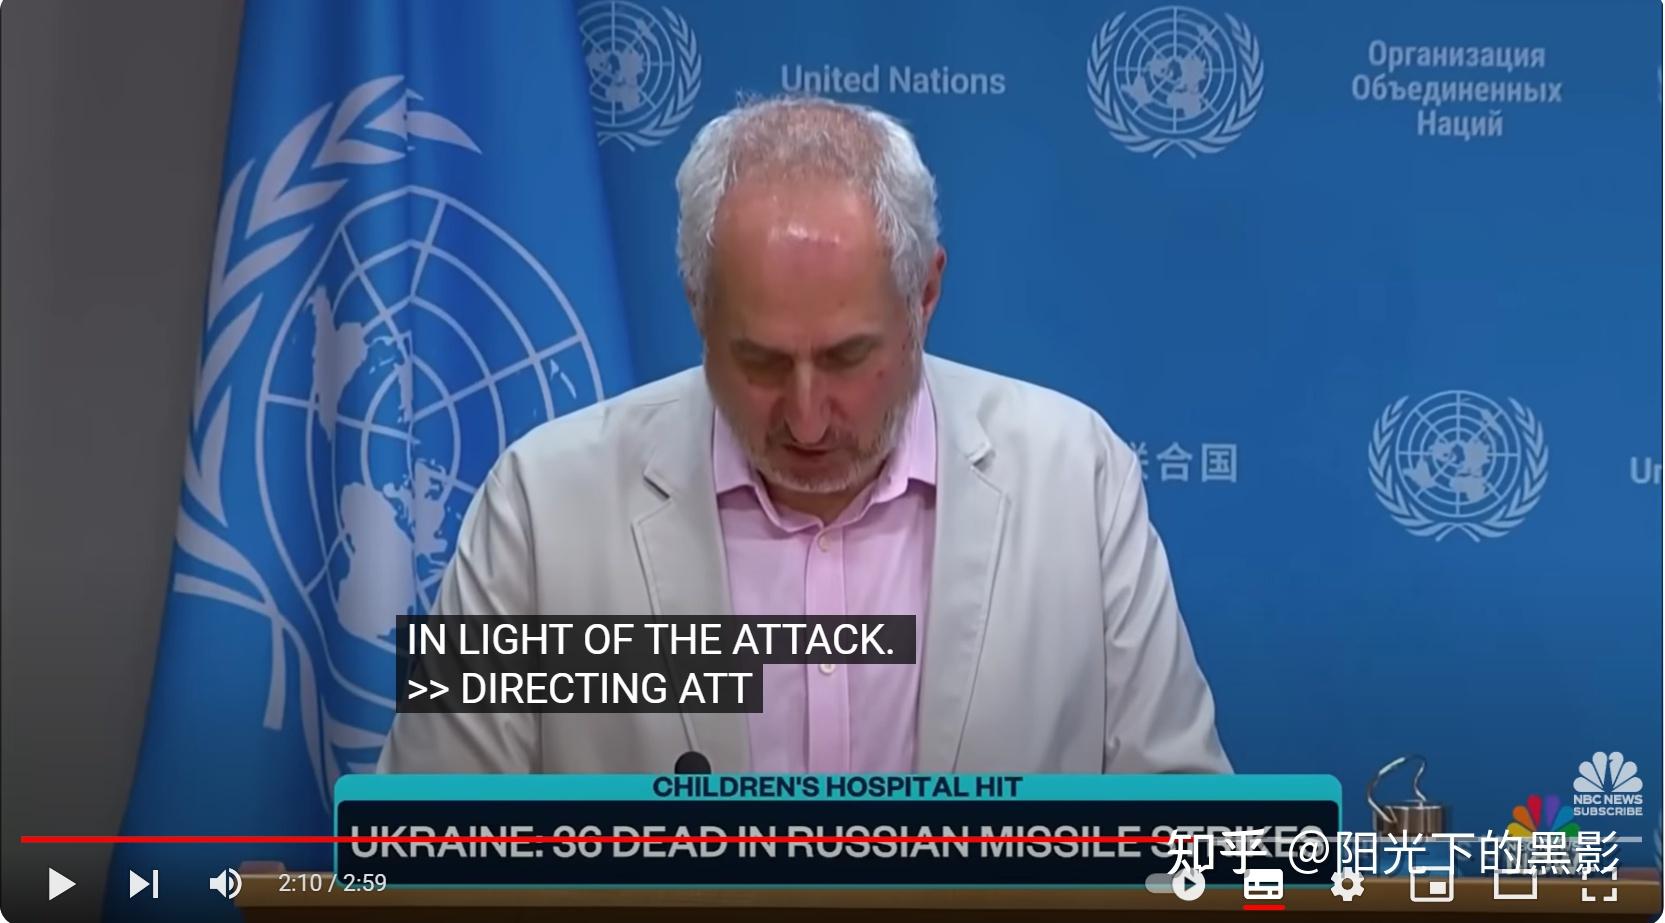 United Nations
Организация
Объединенных
Наций
合国
IN LIGHT OF THE ATTACK.
>> DIRECTING ATT
CHILDREN'S HOSPITAL HIT
UKRAINE: 36 DEAD IN RUSSIAN MISSILE STRIKES
NBC NEWS
SUBSCRIBE
知乎 @阳光下的黑影
2:10 / 2:59